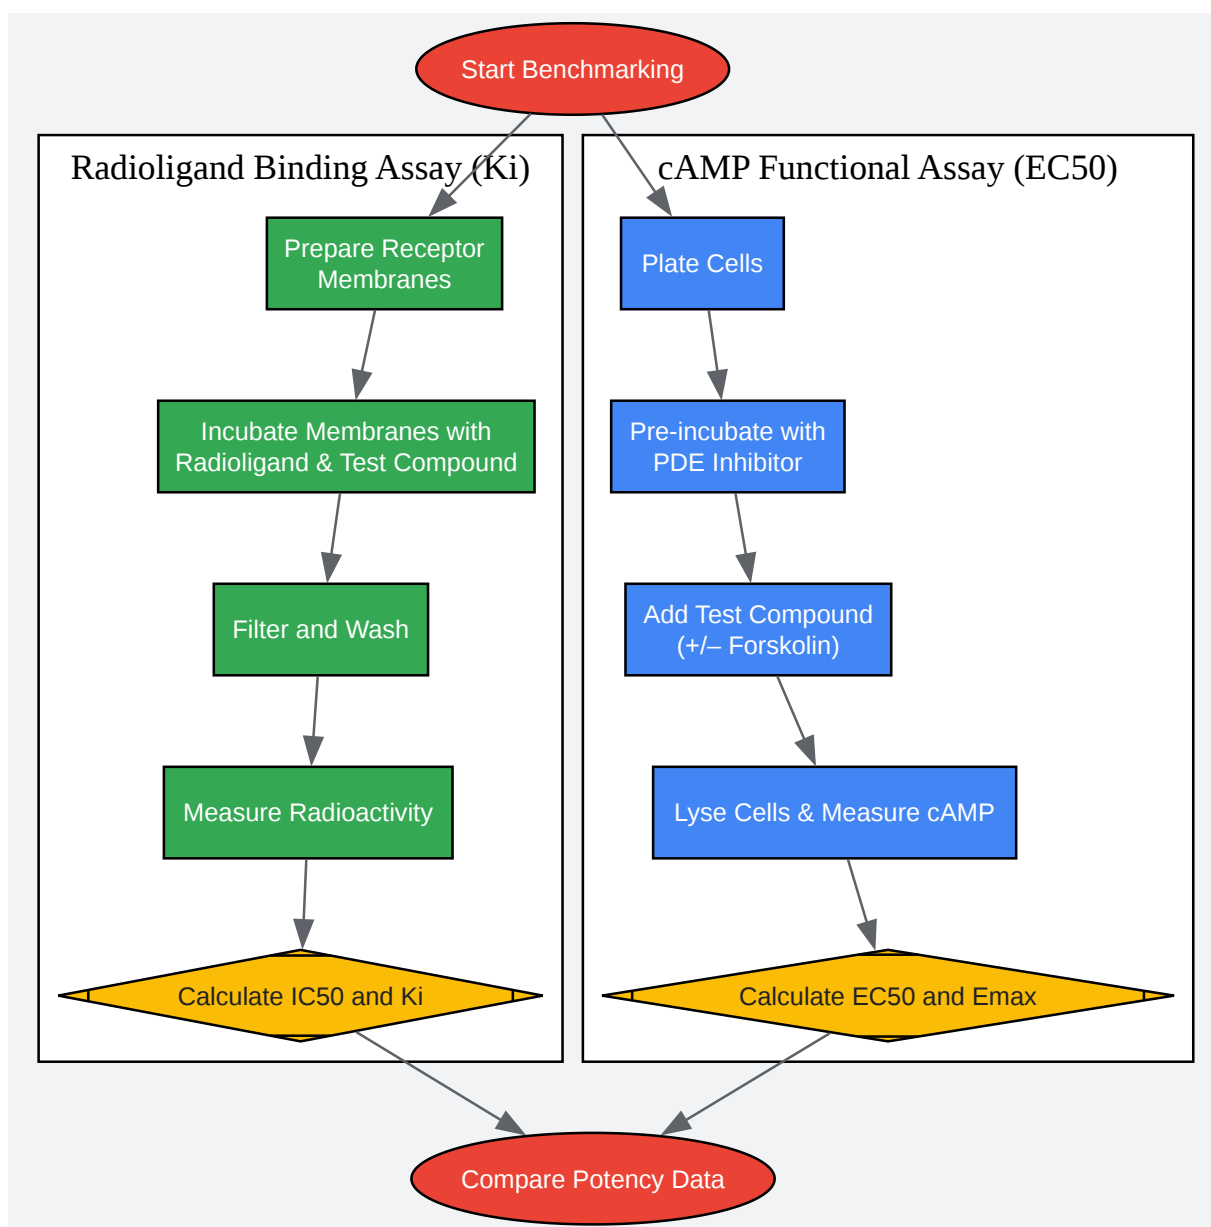 Start Benchmarking
Radioligand Binding Assay (Ki)
Prepare Receptor
Membranes
Incubate Membranes with
Radioligand & Test Compound
Filter and Wash
Measure Radioactivity
Calculate IC50 and Ki
cAMP Functional Assay (EC50)
Plate Cells
Pre-incubate with
PDE Inhibitor
Add Test Compound
(+/– Forskolin)
Lyse Cells & Measure cAMP
Calculate EC50 and Emax
Compare Potency Data